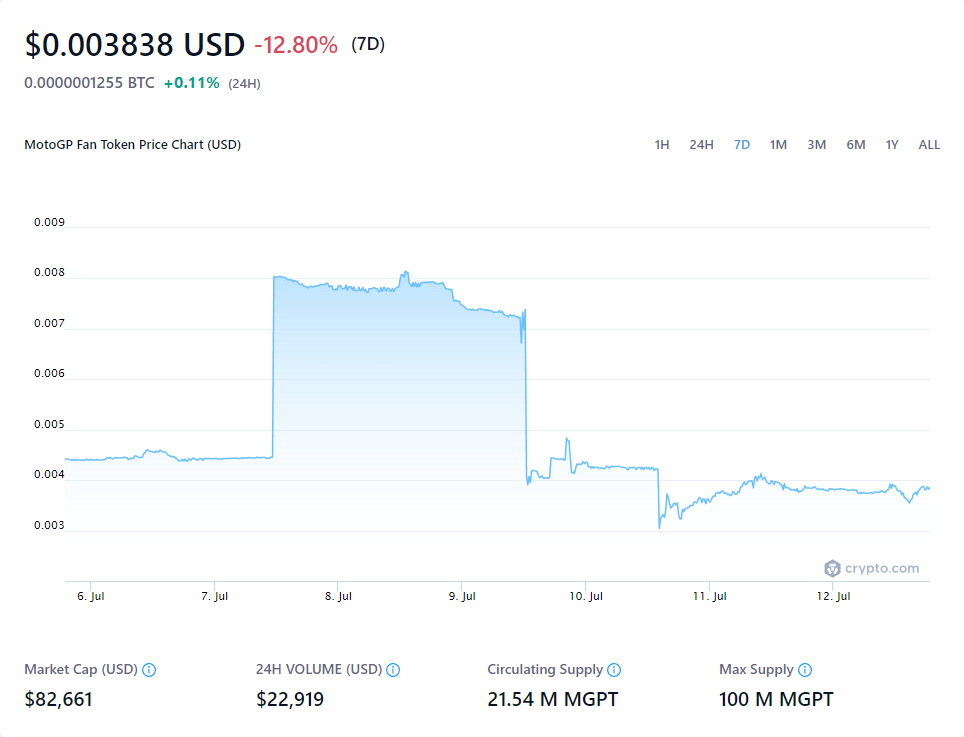 $0.003838 USD -12.80% (7D)
0.0000001255 BTC +0.11% (24H)
MotoGP Fan Token Price Chart (USD) 1H 24H 7D 1M 3M 6M 1Y ALL
0.009
0.008
0.007
0.006
0.005
0.004
0.003
crypto.com
6. Jul 7. Jul 8. Jul 9. Jul 10. Jul 11. Jul 12. Jul
Market Cap (USD) 24H VOLUME (USD) Circulating Supply Max Supply
$82,661 $22,919 21.54 M MGPT 100 M MGPT